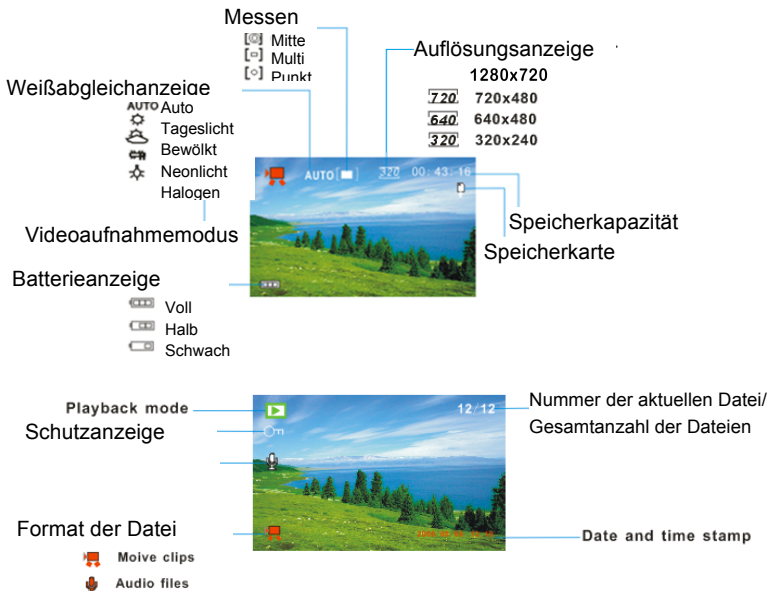 Messen
Mitte
Multi
Punkt
Auflösungsanzeige
1280x720
720 720x480
640 640x480
320 320x240
Weißabgleichanzeige
AUTO Auto
Tageslicht
Bewölkt
Neonlicht
Halogen
AUTO 320 00:43:16
Videoaufnahmemodus
Speicherkapazität
Speicherkarte
Batterieanzeige
Voll
Halb
Schwach
Playback mode
12/12
Nummer der aktuellen Datei/
Gesamtanzahl der Dateien
Schutzanzeige
Format der Datei
Date and time stamp
Moive clips
Audio files